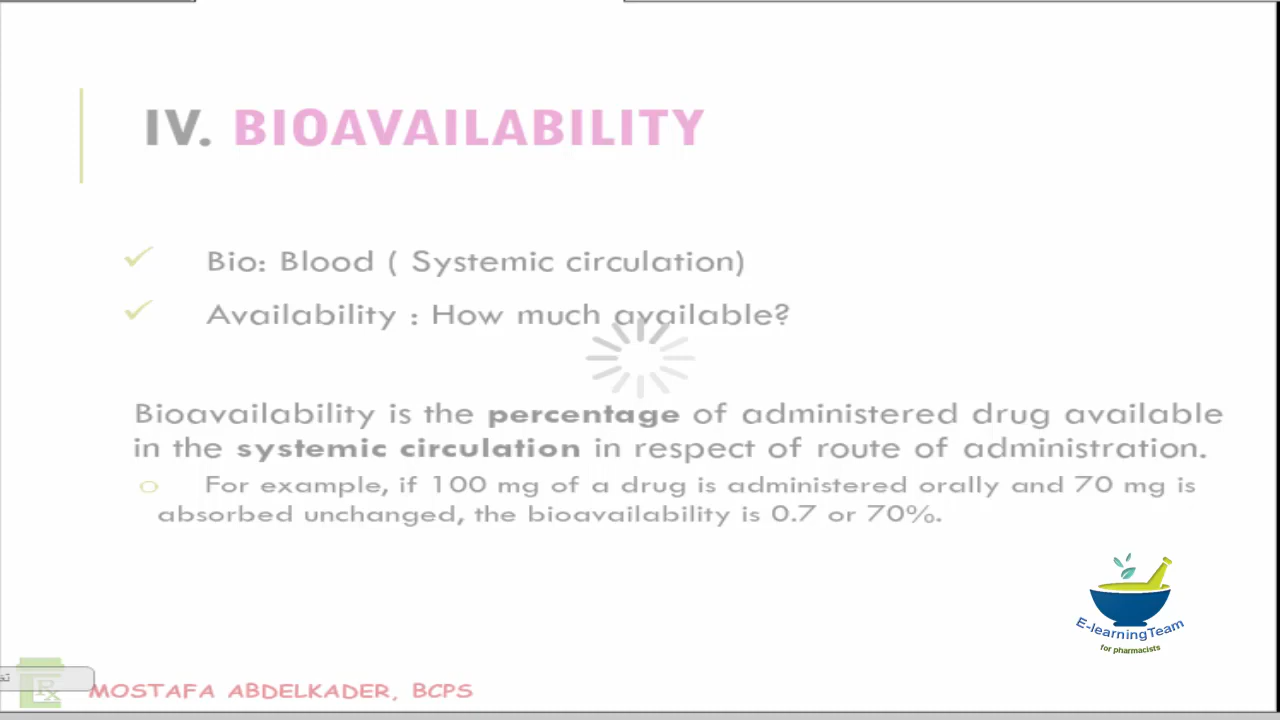 IV. BIOAVAILABILITY
Bio: Blood ( Systemic circulation)
Availability : How much available?
Bioavailability is the percentage of administered drug available
in the systemic circulation in respect of route of administration.
For example, if 100 mg of a drug is administered orally and 70 mg is
absorbed unchanged, the bioavailability is 0.7 or 70%.
E-learningTeam
for pharmacists
Rx
MOSTAFA ABDELKADER, BCPS